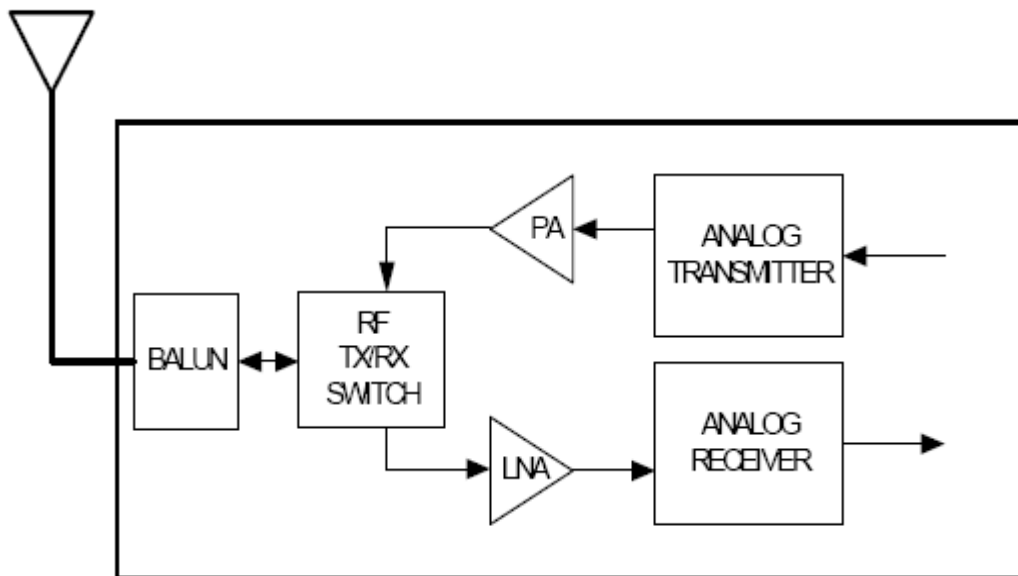 PA
ANALOG
TRANSMITTER
BALUN
RF
TX/RX
SWITCH
LNA
ANALOG
RECEIVER